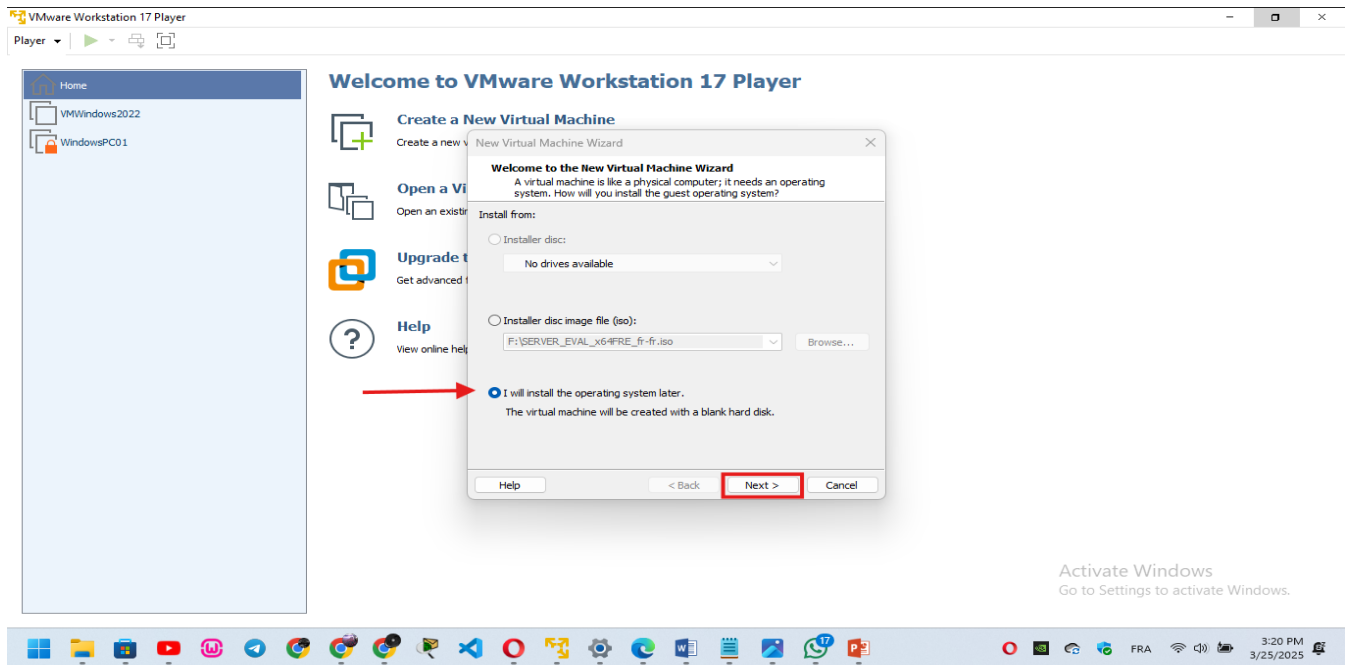 VMware Workstation 17 Player
Player
Home
VMWindows2022
WindowsPC01
Welcome to VMware Workstation 17 Player
Create a New Virtual Machine
Create a new v
Open a Vi
Open an existin
Upgrade t
Get advanced f
Help
View online help
New Virtual Machine Wizard
Welcome to the New Virtual Machine Wizard
A virtual machine is like a physical computer; it needs an operating
system. How will you install the guest operating system?
Install from:
Installer disc:
No drives available
Installer disc image file (iso):
F:\SERVER_EVAL_x64FRE_fr-fr.iso
Browse...
I will install the operating system later.
The virtual machine will be created with a blank hard disk.
Help
< Back
Next >
Cancel
Activate Windows
Go to Settings to activate Windows.
17
FRA
3:20 PM
3/25/2025